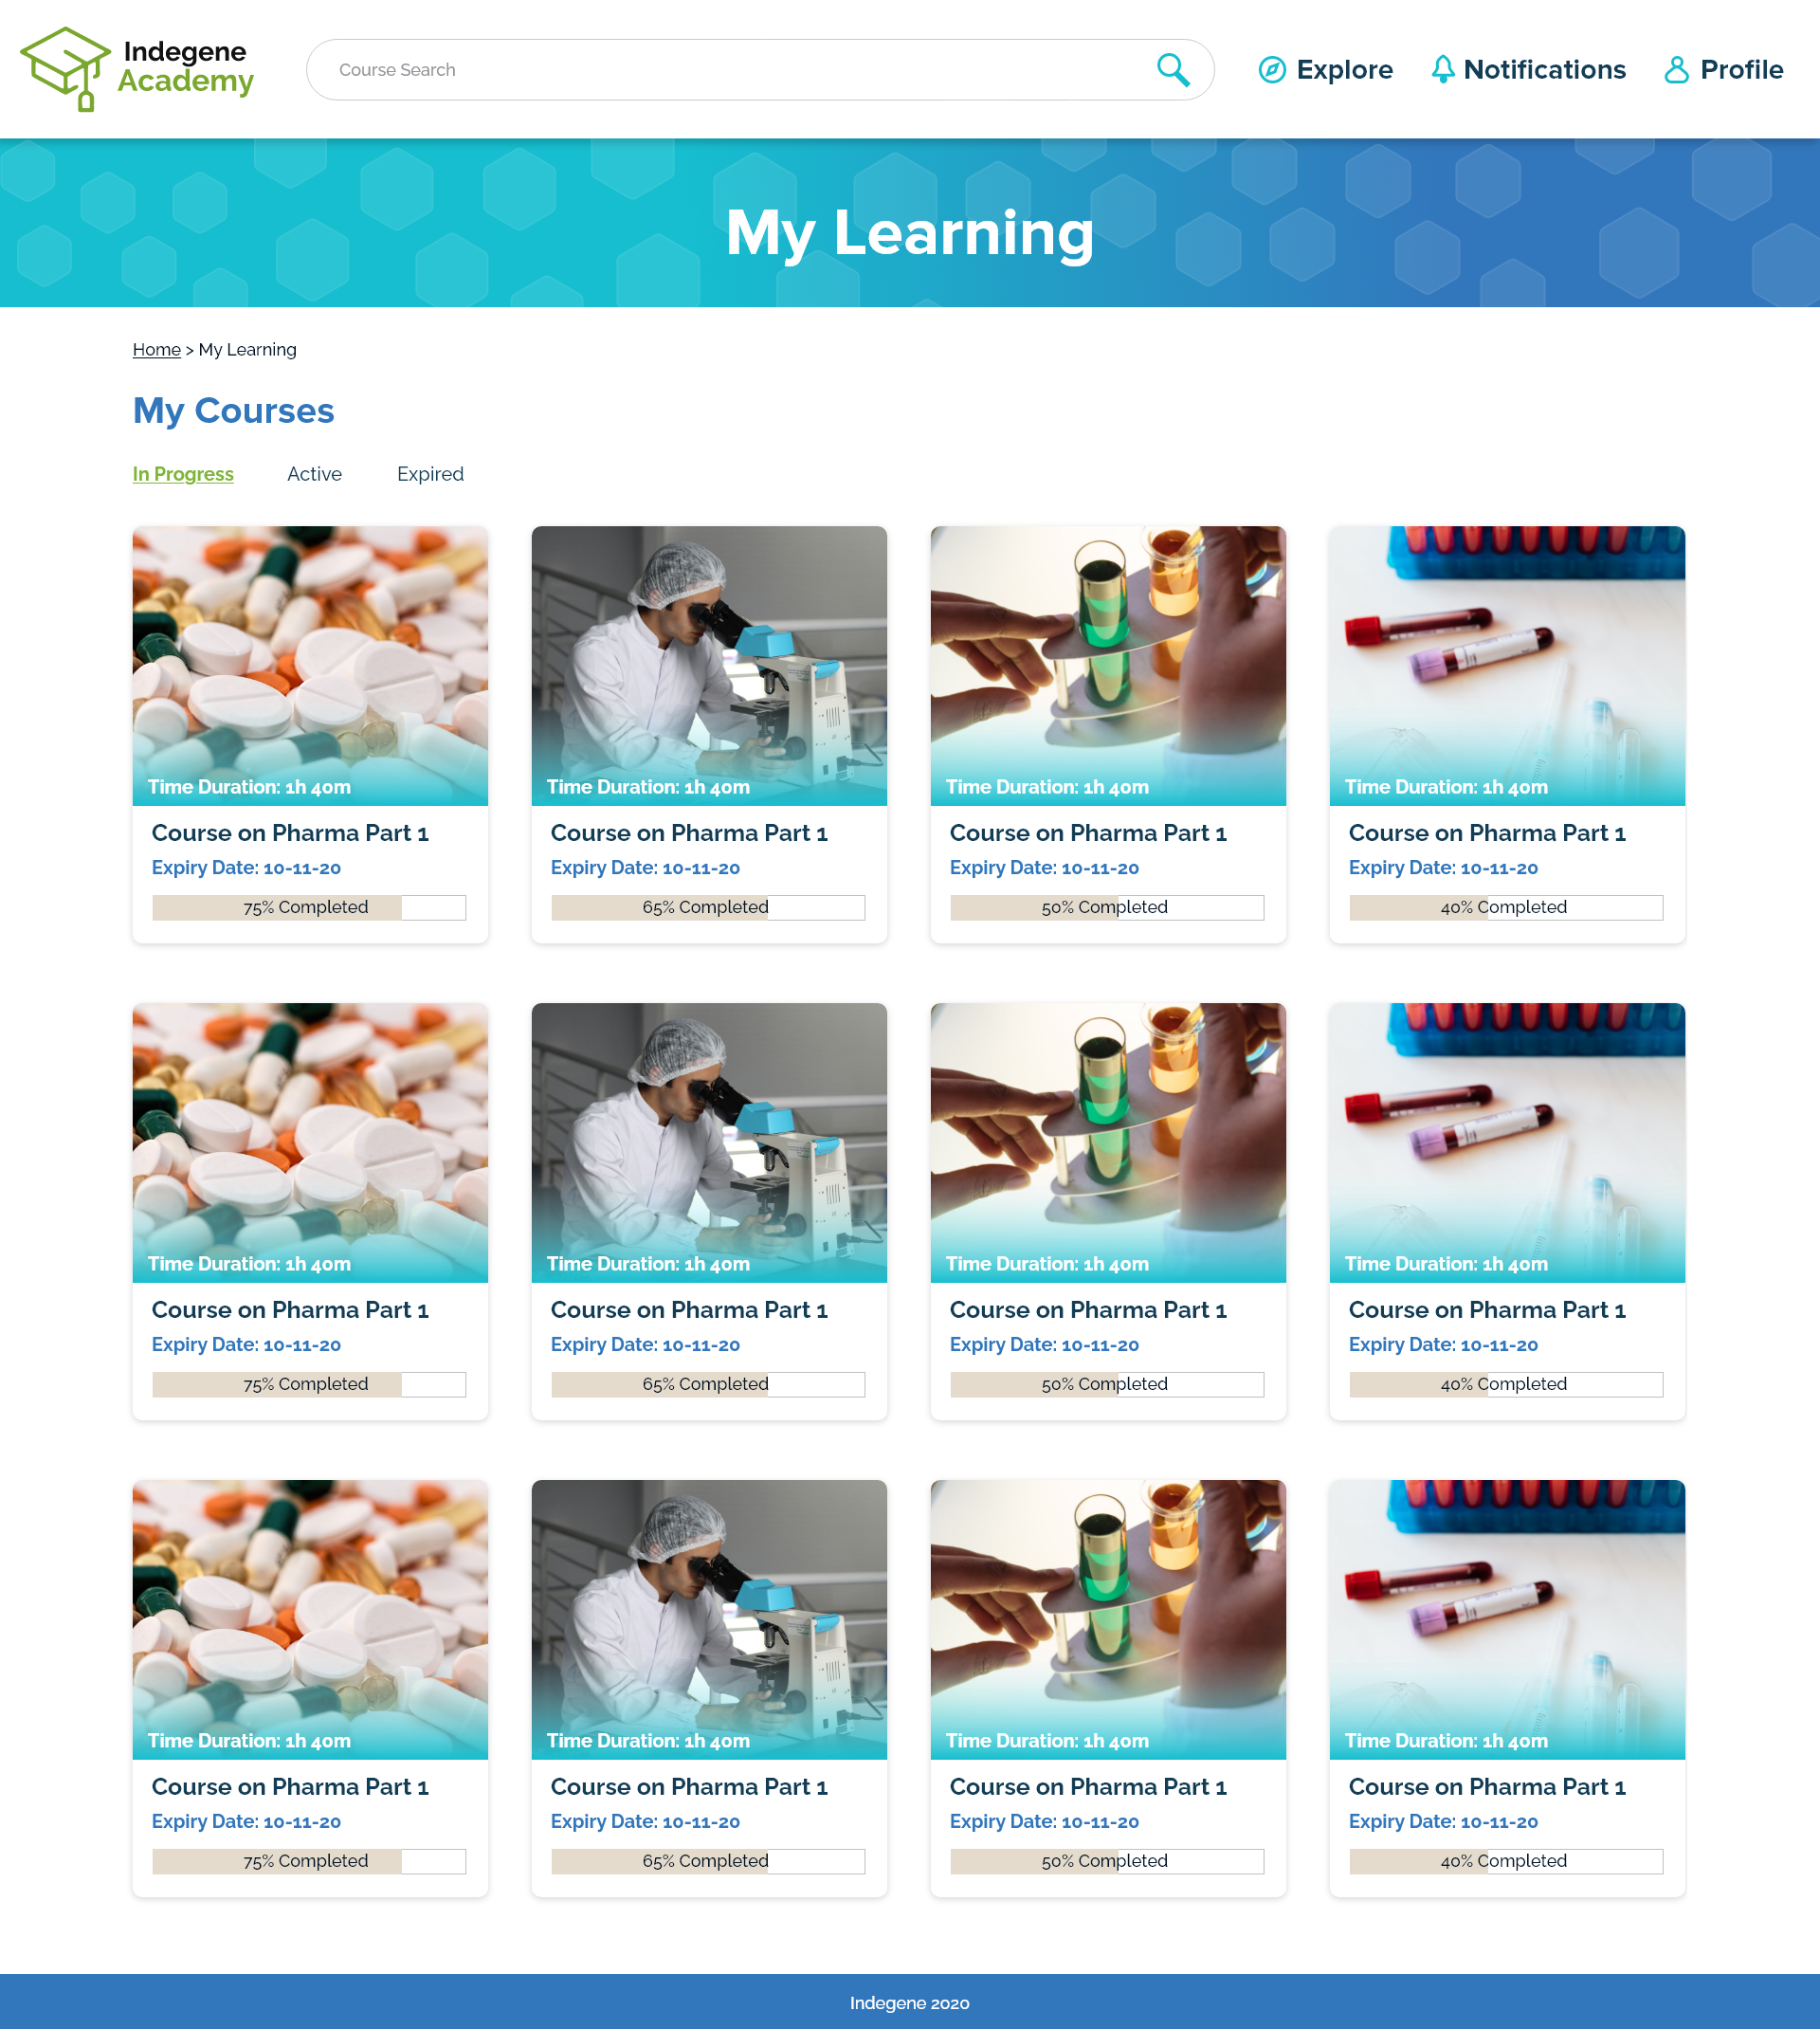 Indegene
Academy
Course Search
Explore
Notifications
Profile
My Learning
Home > My Learning
My Courses
In Progress
Active
Expired
Time Duration: 1h 40m
Time Duration: 1h 40m
Time Duration: 1h 40m
Time Duration: 1h 40m
Course on Pharma Part 1
Course on Pharma Part 1
Course on Pharma Part 1
Course on Pharma Part 1
Expiry Date: 10-11-20
Expiry Date: 10-11-20
Expiry Date: 10-11-20
Expiry Date: 10-11-20
75% Completed
65% Completed
50% Completed
40% Completed
Time Duration: 1h 40m
Time Duration: 1h 40m
Time Duration: 1h 40m
Time Duration: 1h 40m
Course on Pharma Part 1
Course on Pharma Part 1
Course on Pharma Part 1
Course on Pharma Part 1
Expiry Date: 10-11-20
Expiry Date: 10-11-20
Expiry Date: 10-11-20
Expiry Date: 10-11-20
75% Completed
65% Completed
50% Completed
40% Completed
Time Duration: 1h 40m
Time Duration: 1h 40m
Time Duration: 1h 40m
Time Duration: 1h 40m
Course on Pharma Part 1
Course on Pharma Part 1
Course on Pharma Part 1
Course on Pharma Part 1
Expiry Date: 10-11-20
Expiry Date: 10-11-20
Expiry Date: 10-11-20
Expiry Date: 10-11-20
75% Completed
65% Completed
50% Completed
40% Completed
Indegene 2020